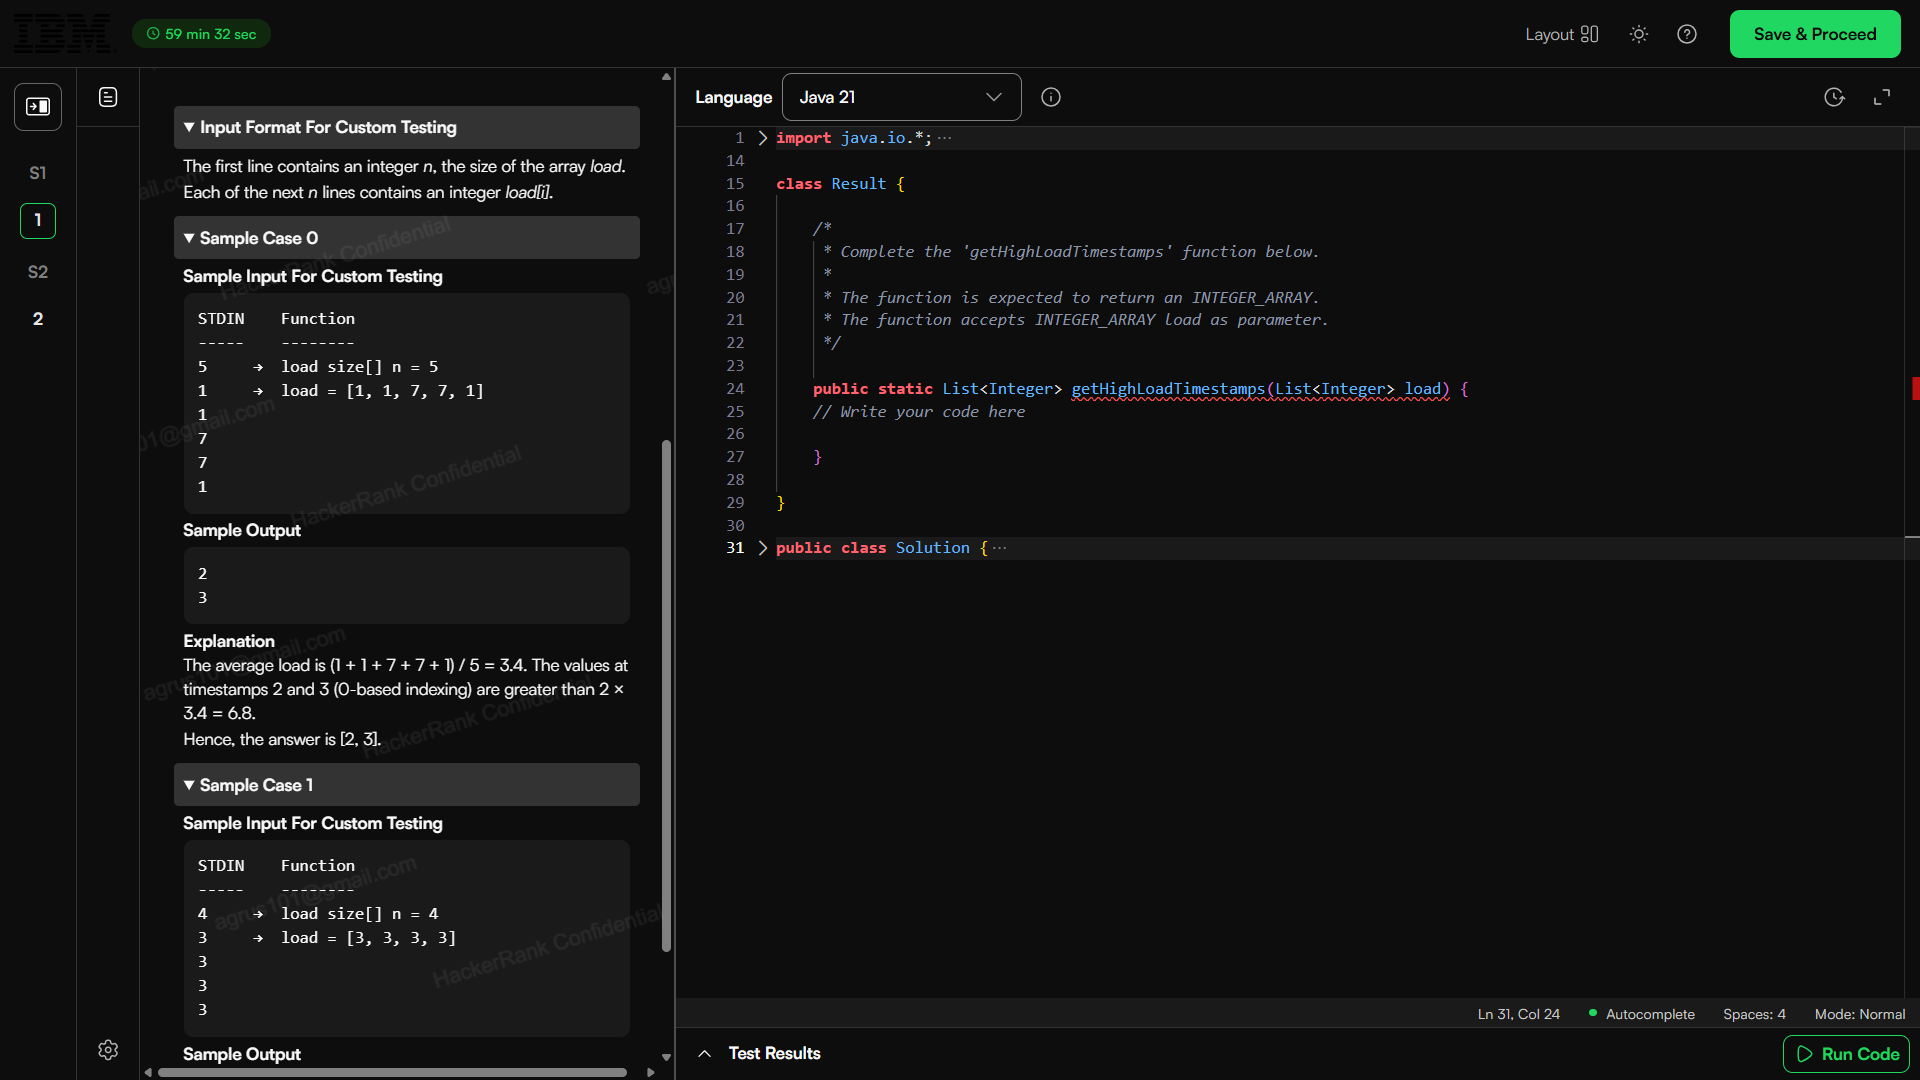 IBM
59 min 32 sec
Layout
Save & Proceed
S1
1
S2
2
Input Format For Custom Testing
The first line contains an integer n, the size of the array load.
Each of the next n lines contains an integer load[i].
Sample Case 0
Sample Input For Custom Testing
STDIN    Function
-----    --------
5     →  load size[] n = 5
1     →  load = [1, 1, 7, 7, 1]
1
7
7
1
Sample Output
2
3
Explanation
The average load is (1 + 1 + 7 + 7 + 1) / 5 = 3.4. The values at
timestamps 2 and 3 (0-based indexing) are greater than 2 ×
3.4 = 6.8.
Hence, the answer is [2, 3].
Sample Case 1
Sample Input For Custom Testing
STDIN    Function
-----    --------
4     →  load size[] n = 4
3     →  load = [3, 3, 3, 3]
3
3
3
Sample Output
HackerRank Confidential
HackerRank Confidential
HackerRank Confidential
agrus101@gmail.com
HackerRank Confidential
Language
Java 21
1 import java.io.*; ···
14
15 class Result {
16
17     /*
18      * Complete the 'getHighLoadTimestamps' function below.
19      *
20      * The function is expected to return an INTEGER_ARRAY.
21      * The function accepts INTEGER_ARRAY load as parameter.
22      */
23
24     public static List<Integer> getHighLoadTimestamps(List<Integer> load) {
25     // Write your code here
26
27     }
28
29 }
30
31 public class Solution { ···
Ln 31, Col 24
Autocomplete
Spaces: 4
Mode: Normal
Test Results
Run Code